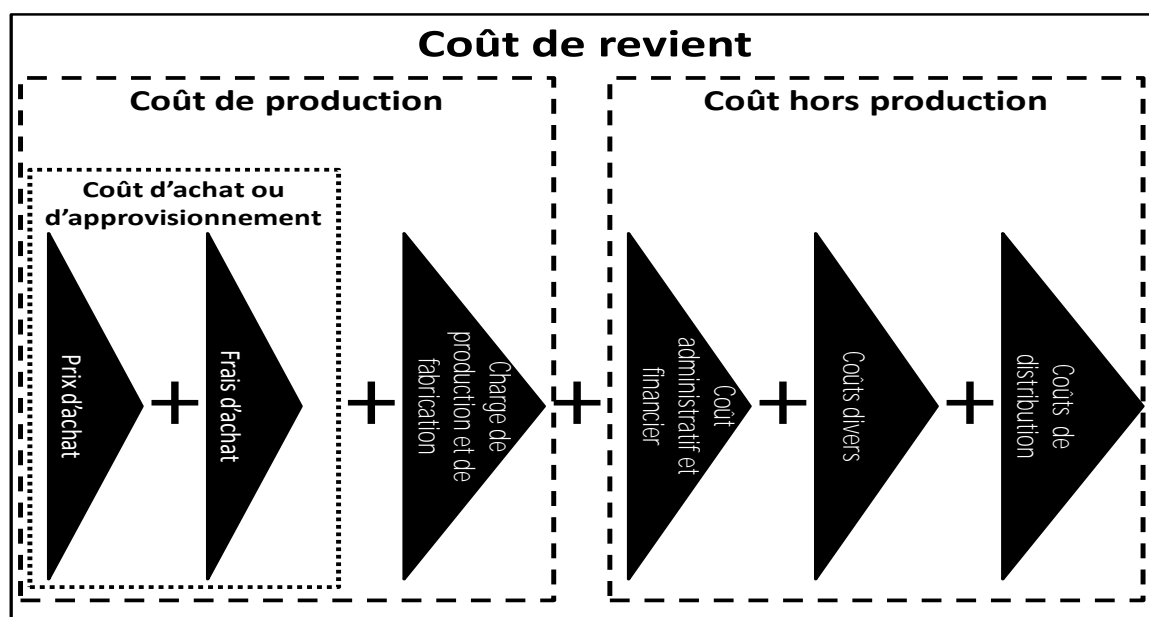 Coût de revient
Coût de production
Coût hors production
Coût d’achat ou
d’approvisionnement
Prix d’achat
+
Frais d’achat
+
Charge de
production et de
fabrication
+
Coût
administratif et
financier
+
Coûts divers
+
Coûts de
distribution